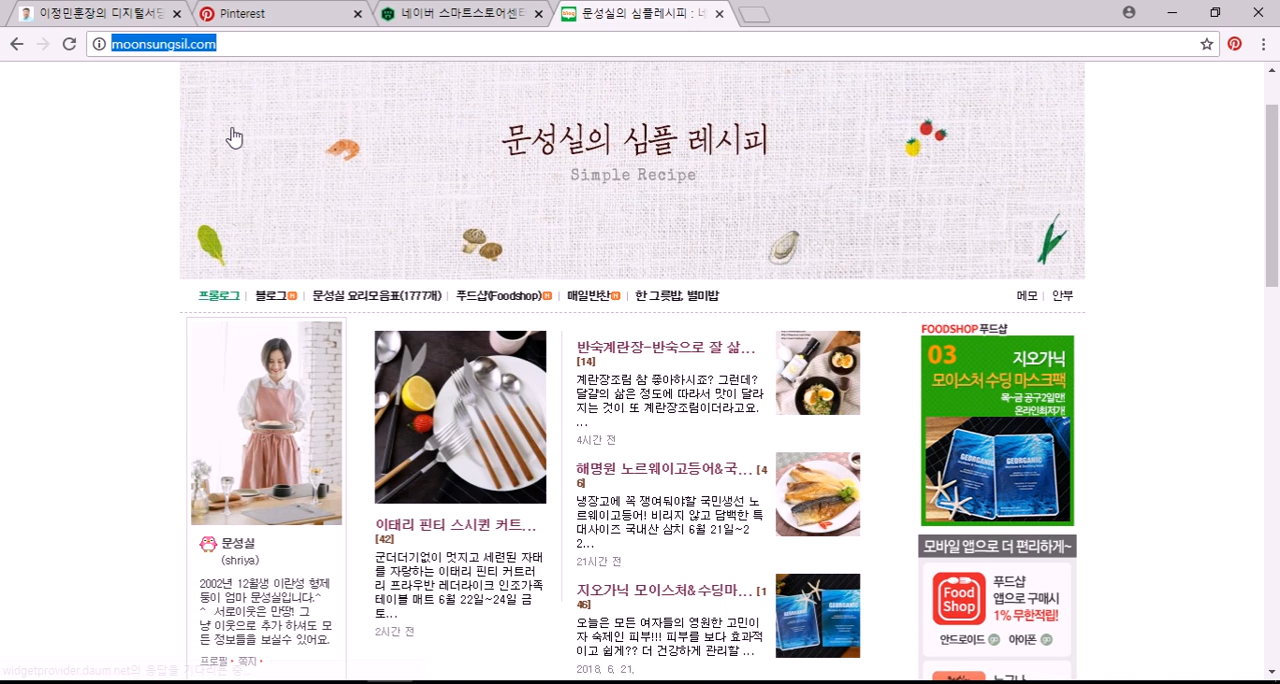 이정민훈장의 디지털서당
Pinterest
네이버 스마트스토어센터
문성실의 심플레시피 : 네
moonsungsil.com
문성실의 심플 레시피
Simple Recipe
프롤로그 | 블로그 | 문성실 요리모음표(1777개) | 푸드샵(Foodshop) | 매일반찬 | 한 그릇밥, 별미밥
메모 | 안부
문성실
(shriya)
2002년 12월생 이란성 형제
둥이 엄마 문성실입니다.^
^ 서로이웃은 만땅! 그
냥 이웃으로 추가 하셔도 모
든 정보들을 보실수 있어요.
프로필 쪽지
이태리 핀티 스시퀸 커트...
[42]
군더더기없이 멋지고 세련된 자태
를 자랑하는 이태리 핀티 커트러
리 프라우반 레더라이크 인조가죽
테이블 매트 6월 22일~24일 금
토...
2시간 전
반숙계란장-반숙으로 잘 삶...
[14]
계란장조림 참 좋아하시죠? 그런데?
달걀의 삶은 정도에 따라서 맛이 달라
지는 것이 또 계란장조림이더라고요.
...
4시간 전
해명원 노르웨이고등어&국... [4
6]
냉장고에 꼭 쟁여둬야할 국민생선 노
르웨이고등어! 비리지 않고 담백한 특
대사이즈 국내산 삼치 6월 21일~2
2...
21시간 전
지오가닉 모이스처&수딩마... [1
46]
오늘은 모든 여자들의 영원한 고민이
자 숙제인 피부!!! 피부를 보다 효과적
이고 쉽게?? 더 건강하게 관리할 ...
2018. 6. 21.
FOODSHOP 푸드샵
03
지오가닉
모이스처 수딩 마스크팩
목~금 공구2일만!
온라인최저가!
GEORGANIC
GEORGANIC
모바일 앱으로 더 편리하게~
Food
Shop
푸드샵
앱으로 구매시
1% 무한적립!
안드로이드 go 아이폰 go
widgetprovider.daum.net의 응답을 기다리는 중...